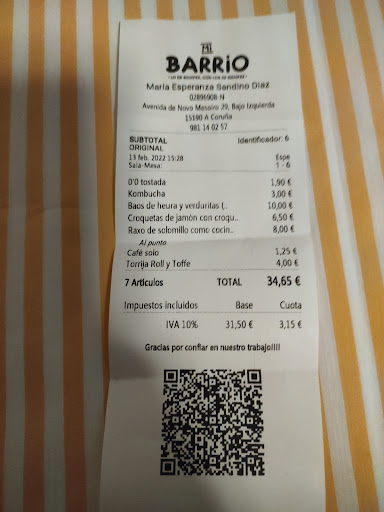 MI
BARRiO
María Esperanza Sandino Díaz
02896908-N
Avenida de Novo Mesoiro 29, Bajo Izquierda
15190 A Coruña
981 14 02 57
SUBTOTAL Identificador: 6
ORIGINAL
13 feb. 2022 15:28 Espe
Sala-Mesa: 1 - 6
0'0 tostada 1,90 €
Kombucha 3,00 €
Baos de heura y verduritas (.. 10,00 €
Croquetas de jamón con croqu.. 6,50 €
Raxo de solomillo como cocin.. 8,00 €
Al punto
Café solo 1,25 €
Torrija Roll y Toffe 4,00 €
7 Artículos TOTAL 34,65 €
Impuestos incluidos Base Cuota
IVA 10% 31,50 € 3,15 €
Gracias por confiar en nuestro trabajo!!!!